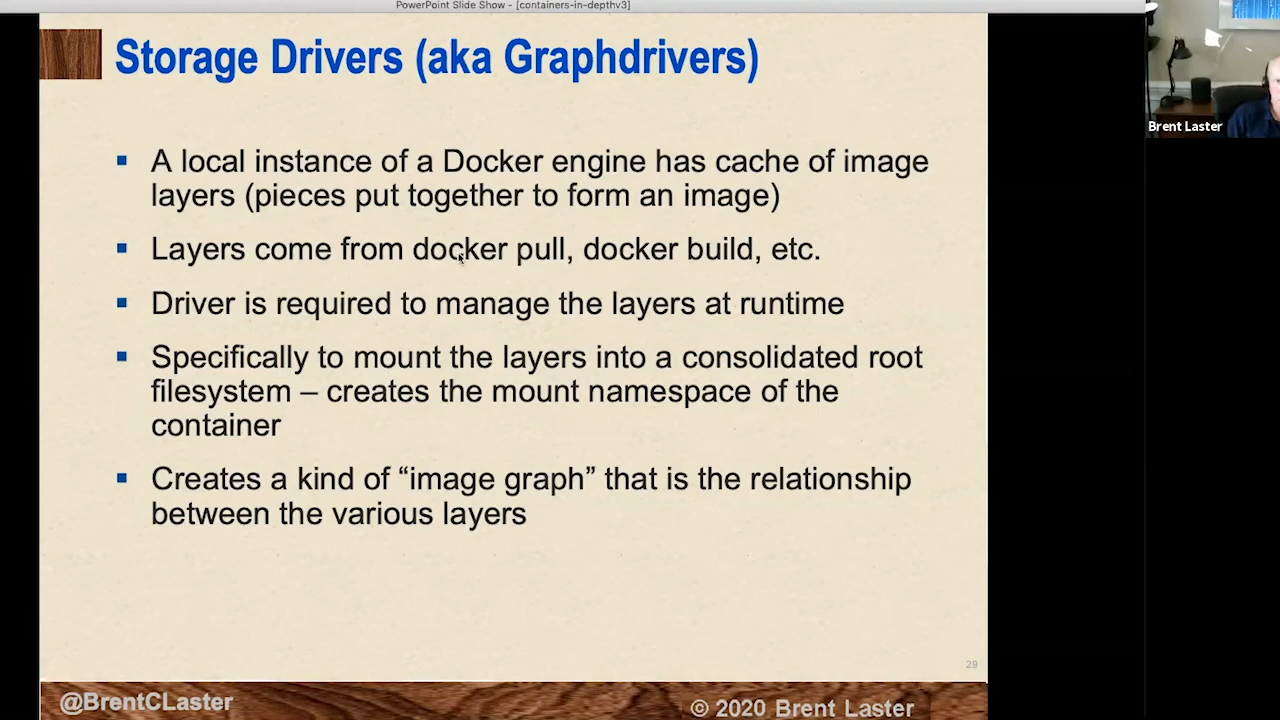 PowerPoint Slide Show - [containers-in-depthv3]
Storage Drivers (aka Graphdrivers)
▪ A local instance of a Docker engine has cache of image
layers (pieces put together to form an image)
▪ Layers come from docker pull, docker build, etc.
▪ Driver is required to manage the layers at runtime
▪ Specifically to mount the layers into a consolidated root
filesystem – creates the mount namespace of the
container
▪ Creates a kind of “image graph” that is the relationship
between the various layers
29
@BrentCLaster
© 2020 Brent Laster
Brent Laster